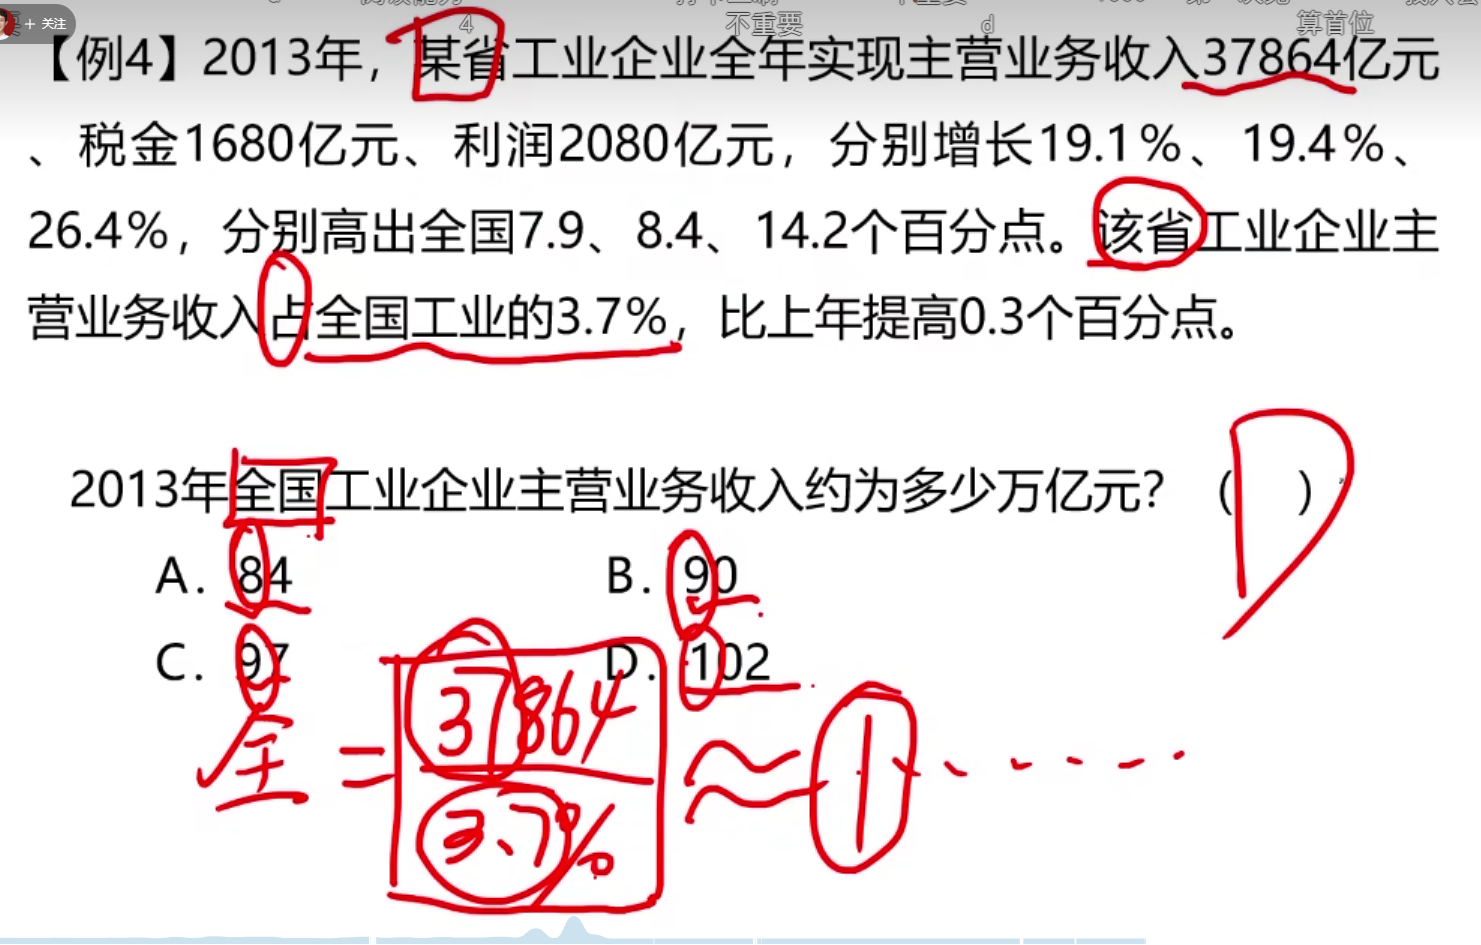 + 关注
4
不重要
d
算首位
【例4】2013年，某省工业企业全年实现主营业务收入37864亿元
、税金1680亿元、利润2080亿元，分别增长19.1%、19.4%、
26.4%，分别高出全国7.9、8.4、14.2个百分点。该省工业企业主
营业务收入占全国工业的3.7%，比上年提高0.3个百分点。
2013年全国工业企业主营业务收入约为多少万亿元？（ ）
D
A. 84
B. 90
C. 97
D. 102
全 = 37864
3.7%
≈ 1